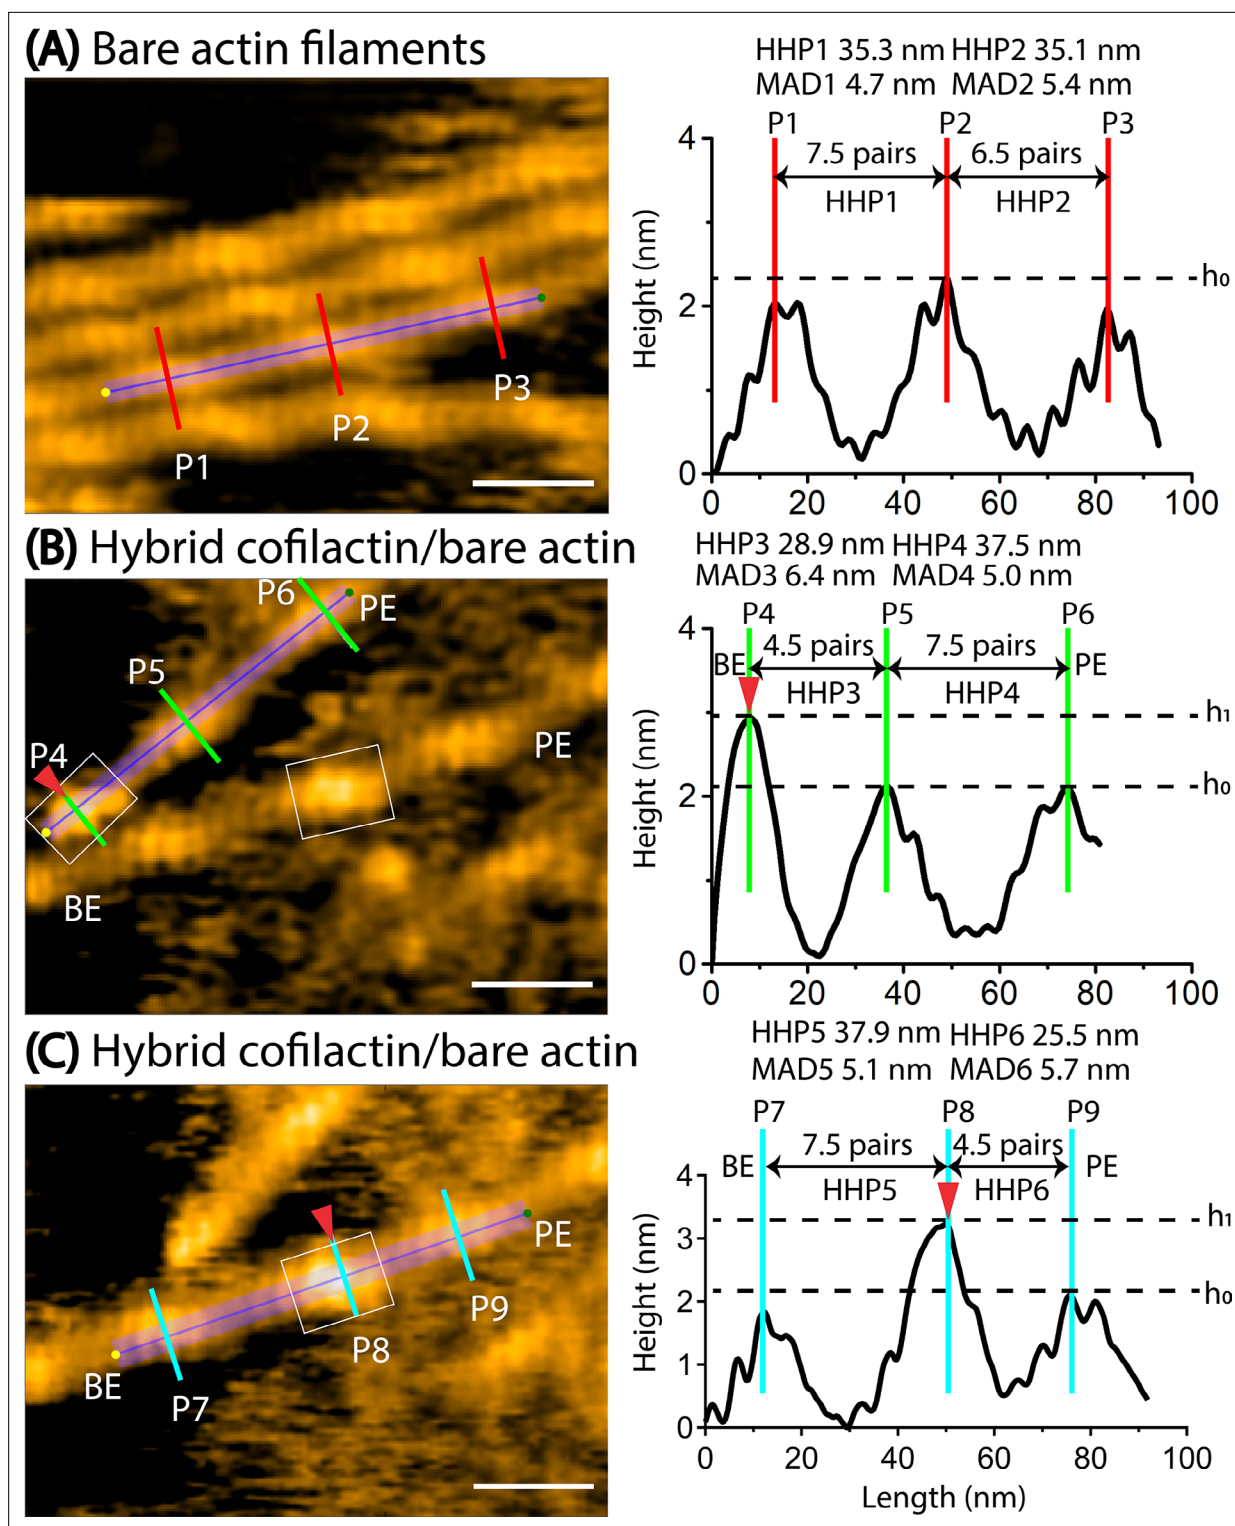 (A) Bare actin filaments
HHP1 35.3 nm HHP2 35.1 nm
MAD1 4.7 nm MAD2 5.4 nm
P1
P2
P3
P1
P2
P3
7.5 pairs
6.5 pairs
HHP1
HHP2
h₀
Height (nm)
4
2
0
0
20
40
60
80
100
(B) Hybrid cofilactin/bare actin
HHP3 28.9 nm HHP4 37.5 nm
MAD3 6.4 nm MAD4 5.0 nm
P6
PE
P5
P4
PE
BE
P4
P5
P6
BE
4.5 pairs
7.5 pairs
PE
HHP3
HHP4
h₁
h₀
Height (nm)
4
2
0
0
20
40
60
80
100
(C) Hybrid cofilactin/bare actin
HHP5 37.9 nm HHP6 25.5 nm
MAD5 5.1 nm MAD6 5.7 nm
PE
P9
P8
BE
P7
P7
P8
P9
BE
7.5 pairs
4.5 pairs
PE
HHP5
HHP6
h₁
h₀
Height (nm)
4
3
2
1
0
0
20
40
60
80
100
Length (nm)